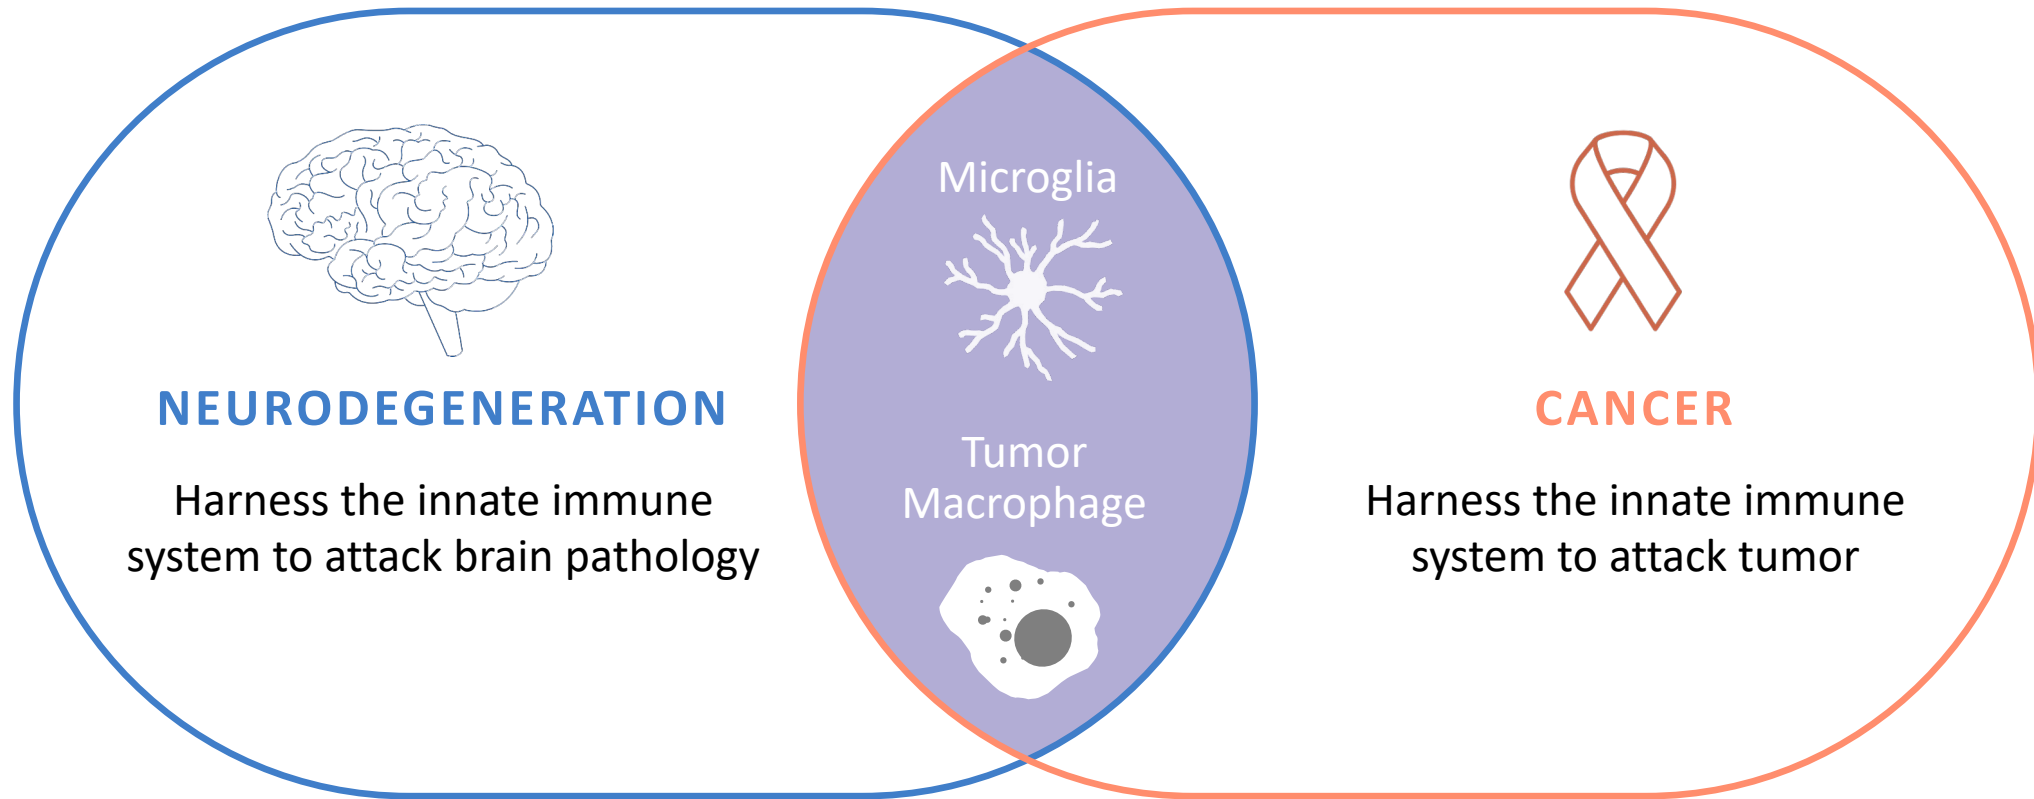 NEURODEGENERATION
Harness the innate immune
system to attack brain pathology
Microglia
Tumor
Macrophage
CANCER
Harness the innate immune
system to attack tumor